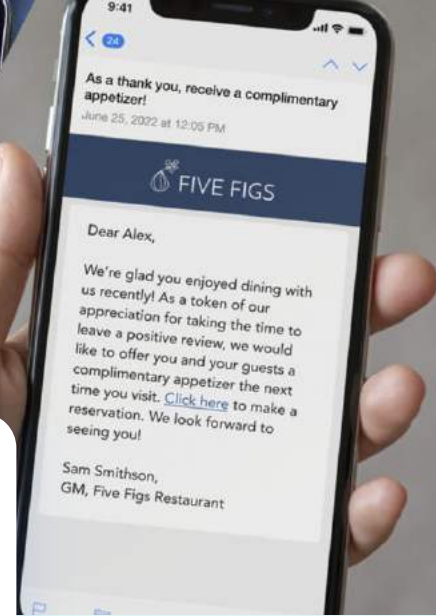 9:41
24
As a thank you, receive a complimentary
appetizer!
June 25, 2022 at 12:05 PM
FIVE FIGS
Dear Alex,
We're glad you enjoyed dining with
us recently! As a token of our
appreciation for taking the time to
leave a positive review, we would
like to offer you and your guests a
complimentary appetizer the next
time you visit. Click here to make a
reservation. We look forward to
seeing you!
Sam Smithson,
GM, Five Figs Restaurant